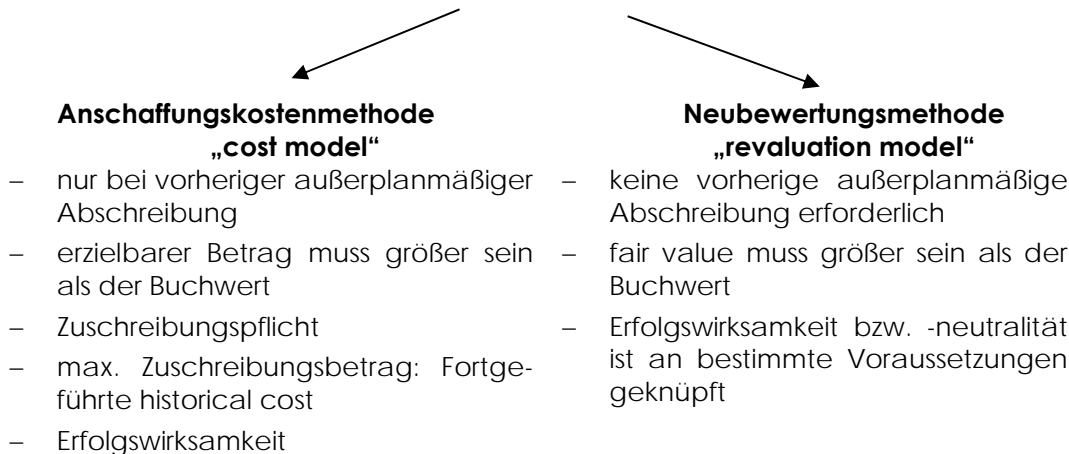 Anschaffungskostenmethode
„cost model“
– nur bei vorheriger außerplanmäßiger
Abschreibung
– erzielbarer Betrag muss größer sein
als der Buchwert
– Zuschreibungspflicht
– max. Zuschreibungsbetrag: Fortge-
führte historical cost
– Erfolgswirksamkeit
Neubewertungsmethode
„revaluation model“
– keine vorherige außerplanmäßige
Abschreibung erforderlich
– fair value muss größer sein als der
Buchwert
– Erfolgswirksamkeit bzw. -neutralität
ist an bestimmte Voraussetzungen
geknüpft